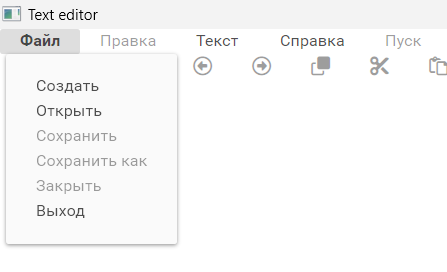 Text editor
Файл Правка Текст Справка Пуск
Создать
Открыть
Сохранить
Сохранить как
Закрыть
Выход